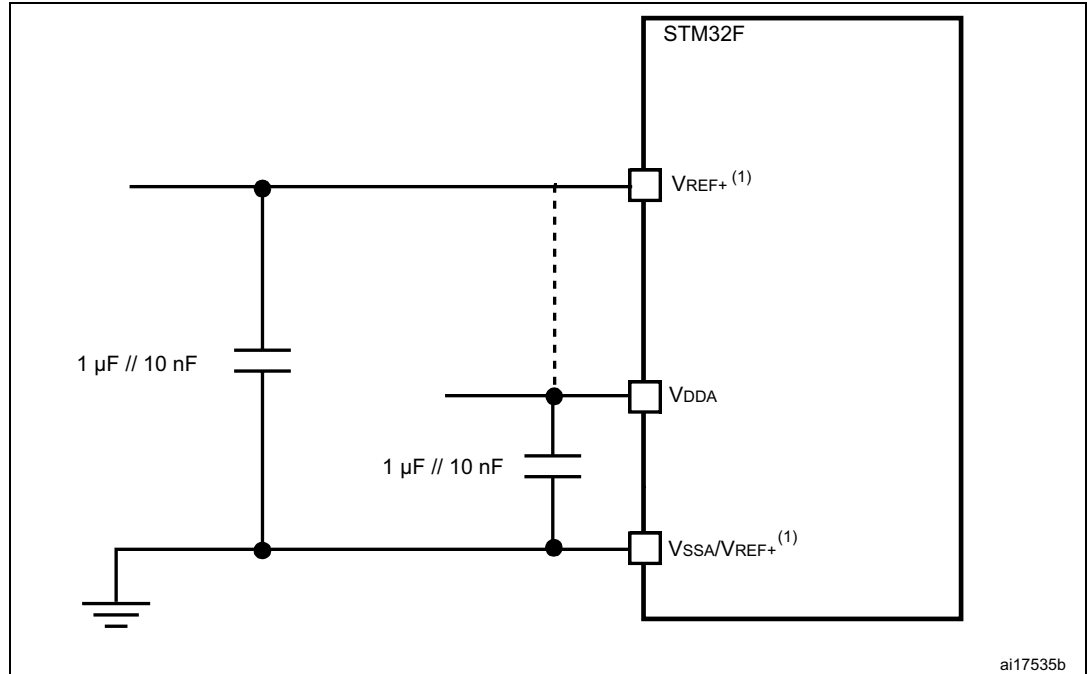 STM32F
VREF+ (1)
1 µF // 10 nF
VDDA
1 µF // 10 nF
VSSA/VREF+ (1)
ai17535b